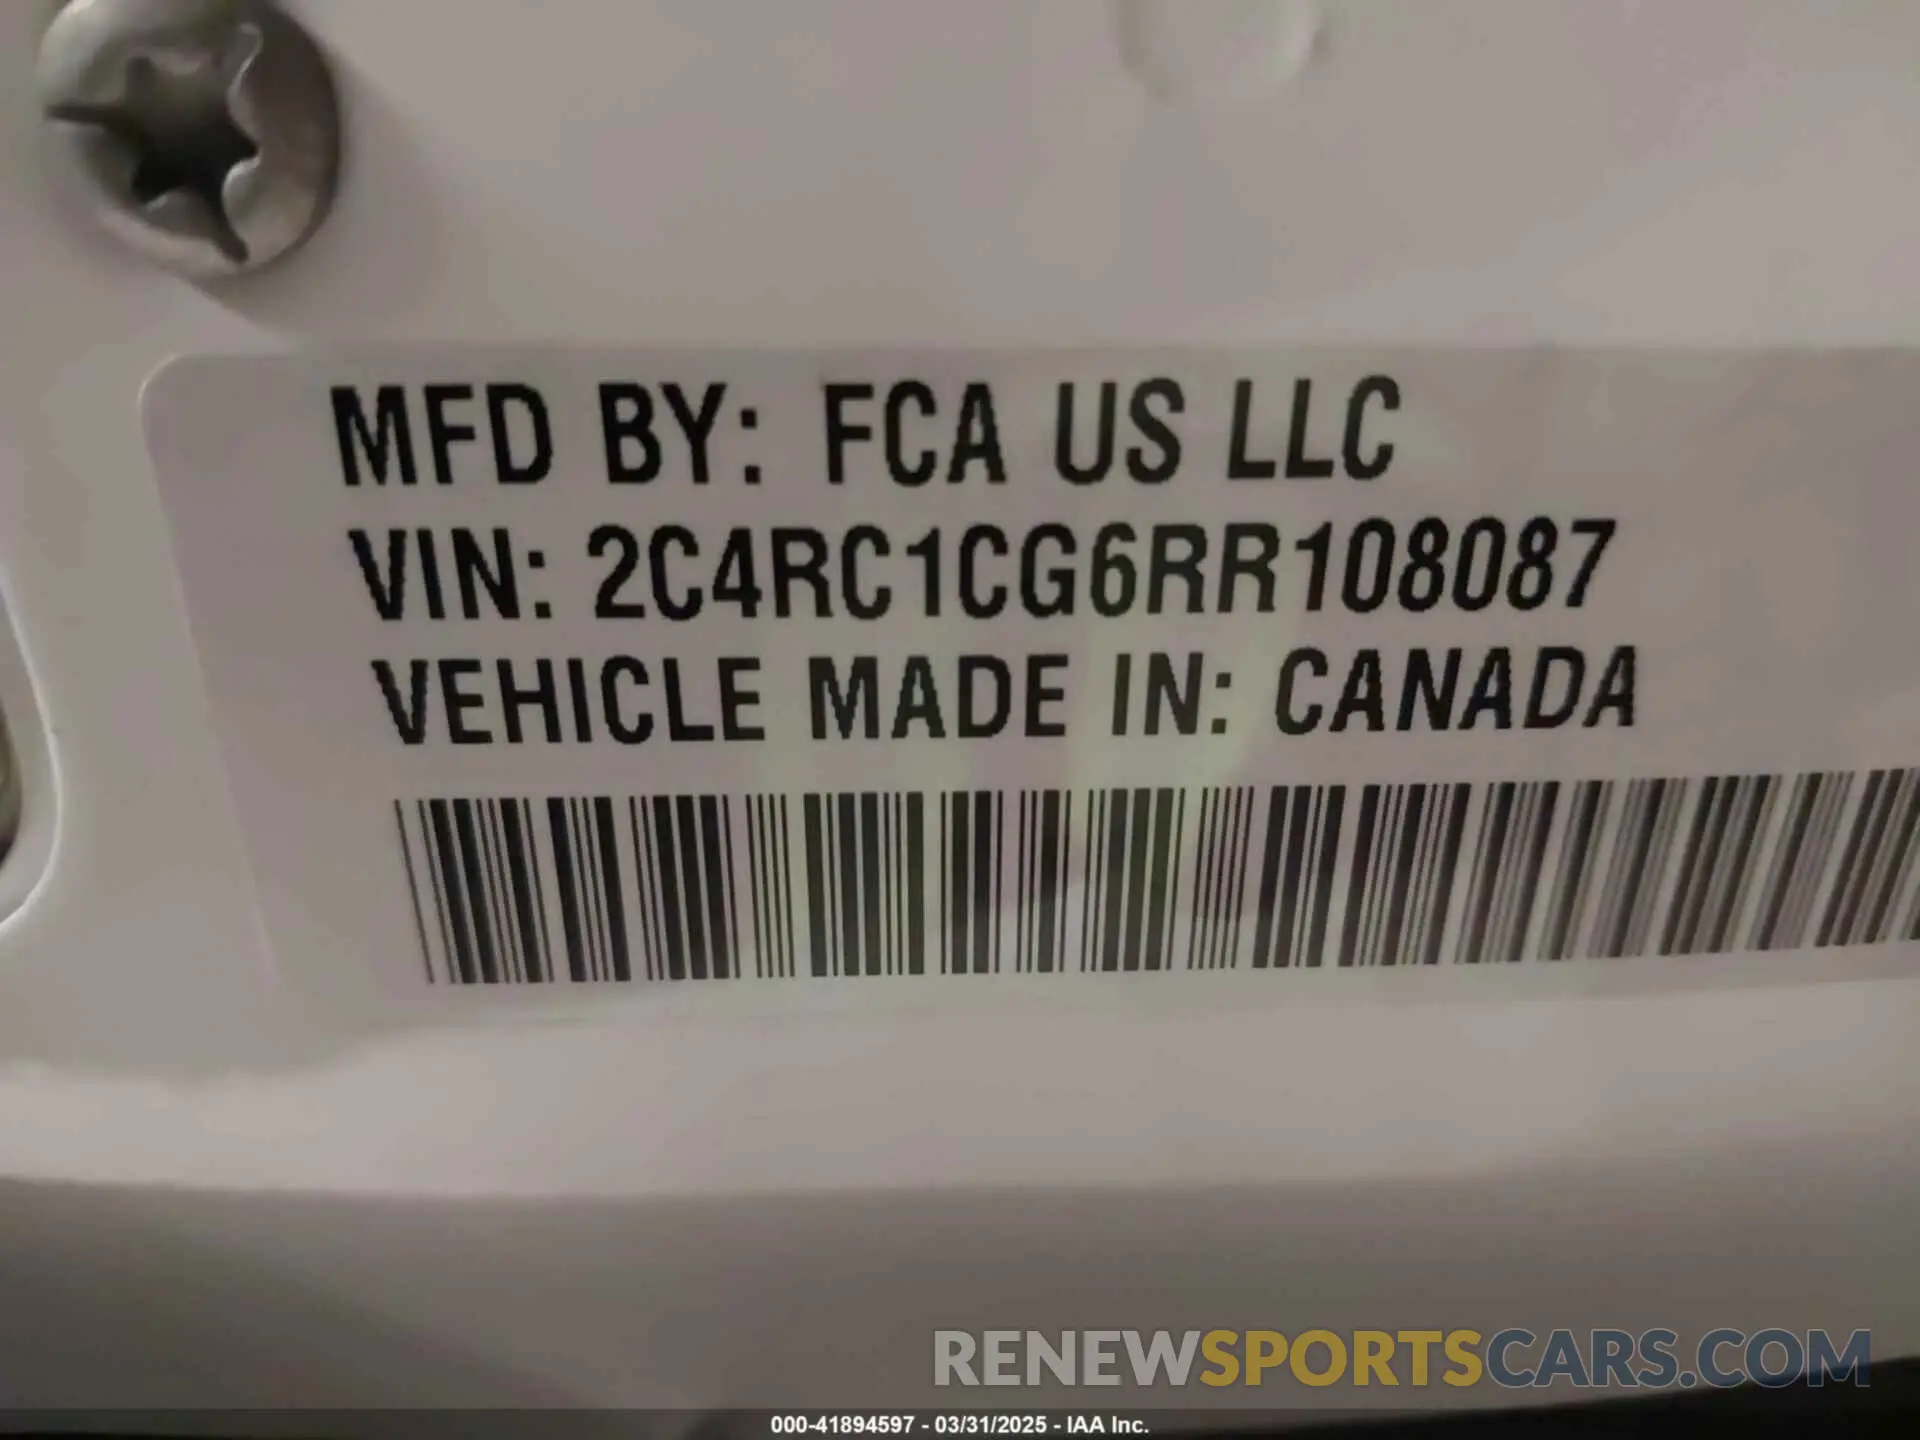 MFD BY: FCA US LLC
VIN: 2C4RC1CG6RR108087
VEHICLE MADE IN: CANADA
RENEWSPORTSCARS.COM
000-41894597 - 03/31/2025 - IAA Inc.